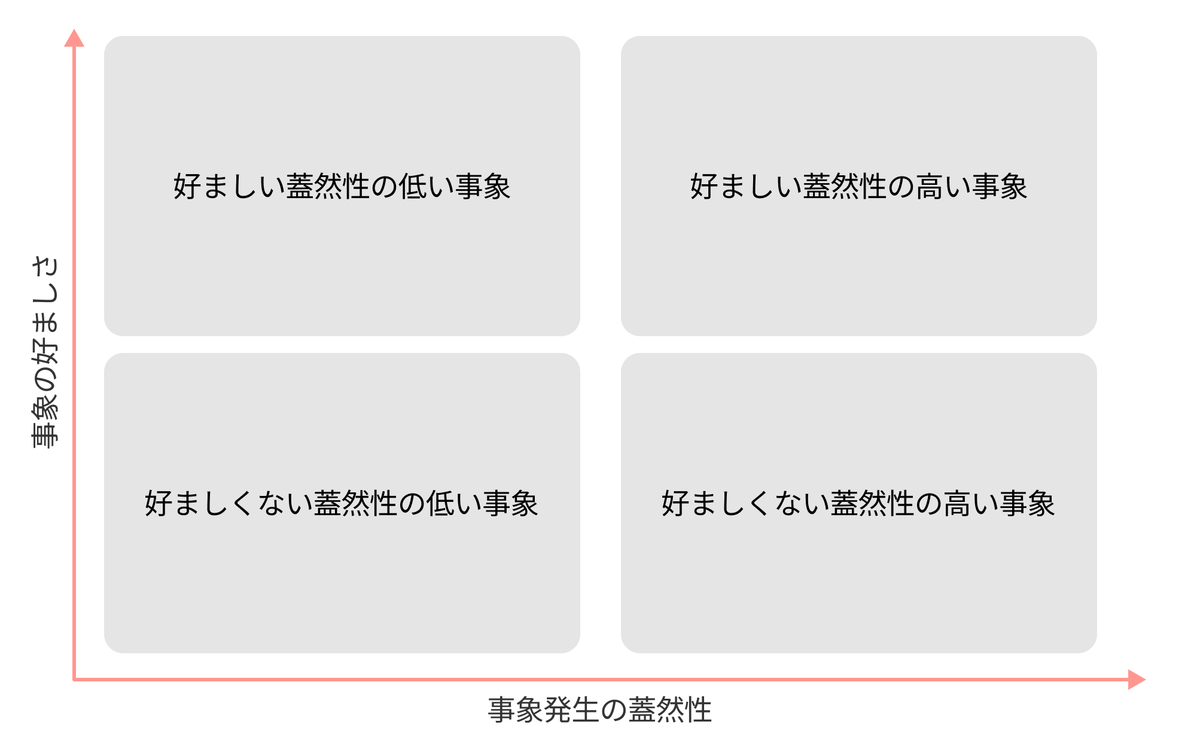 好ましい蓋然性の低い事象
好ましい蓋然性の高い事象
事象の好ましさ
好ましくない蓋然性の低い事象
好ましくない蓋然性の高い事象
事象発生の蓋然性